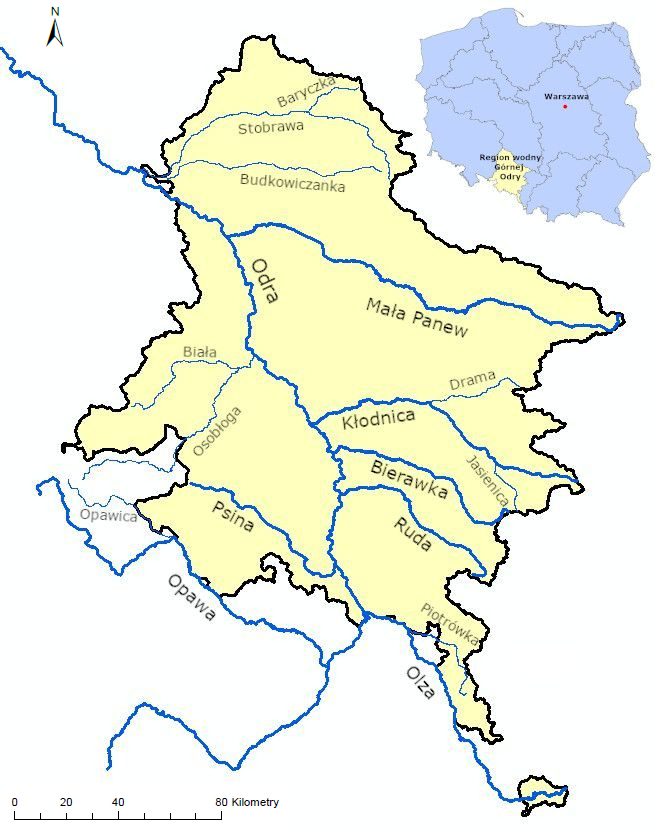 N
Warszawa
Region wodny
Górnej
Odry
Baryczka
Stobrawa
Budkowiczanka
Odra
Mała Panew
Biała
Drama
Osobłoga
Kłodnica
Jasienica
Bierawka
Opawica
Psina
Ruda
Opawa
Piotrówka
Olza
0 20 40 80 Kilometry